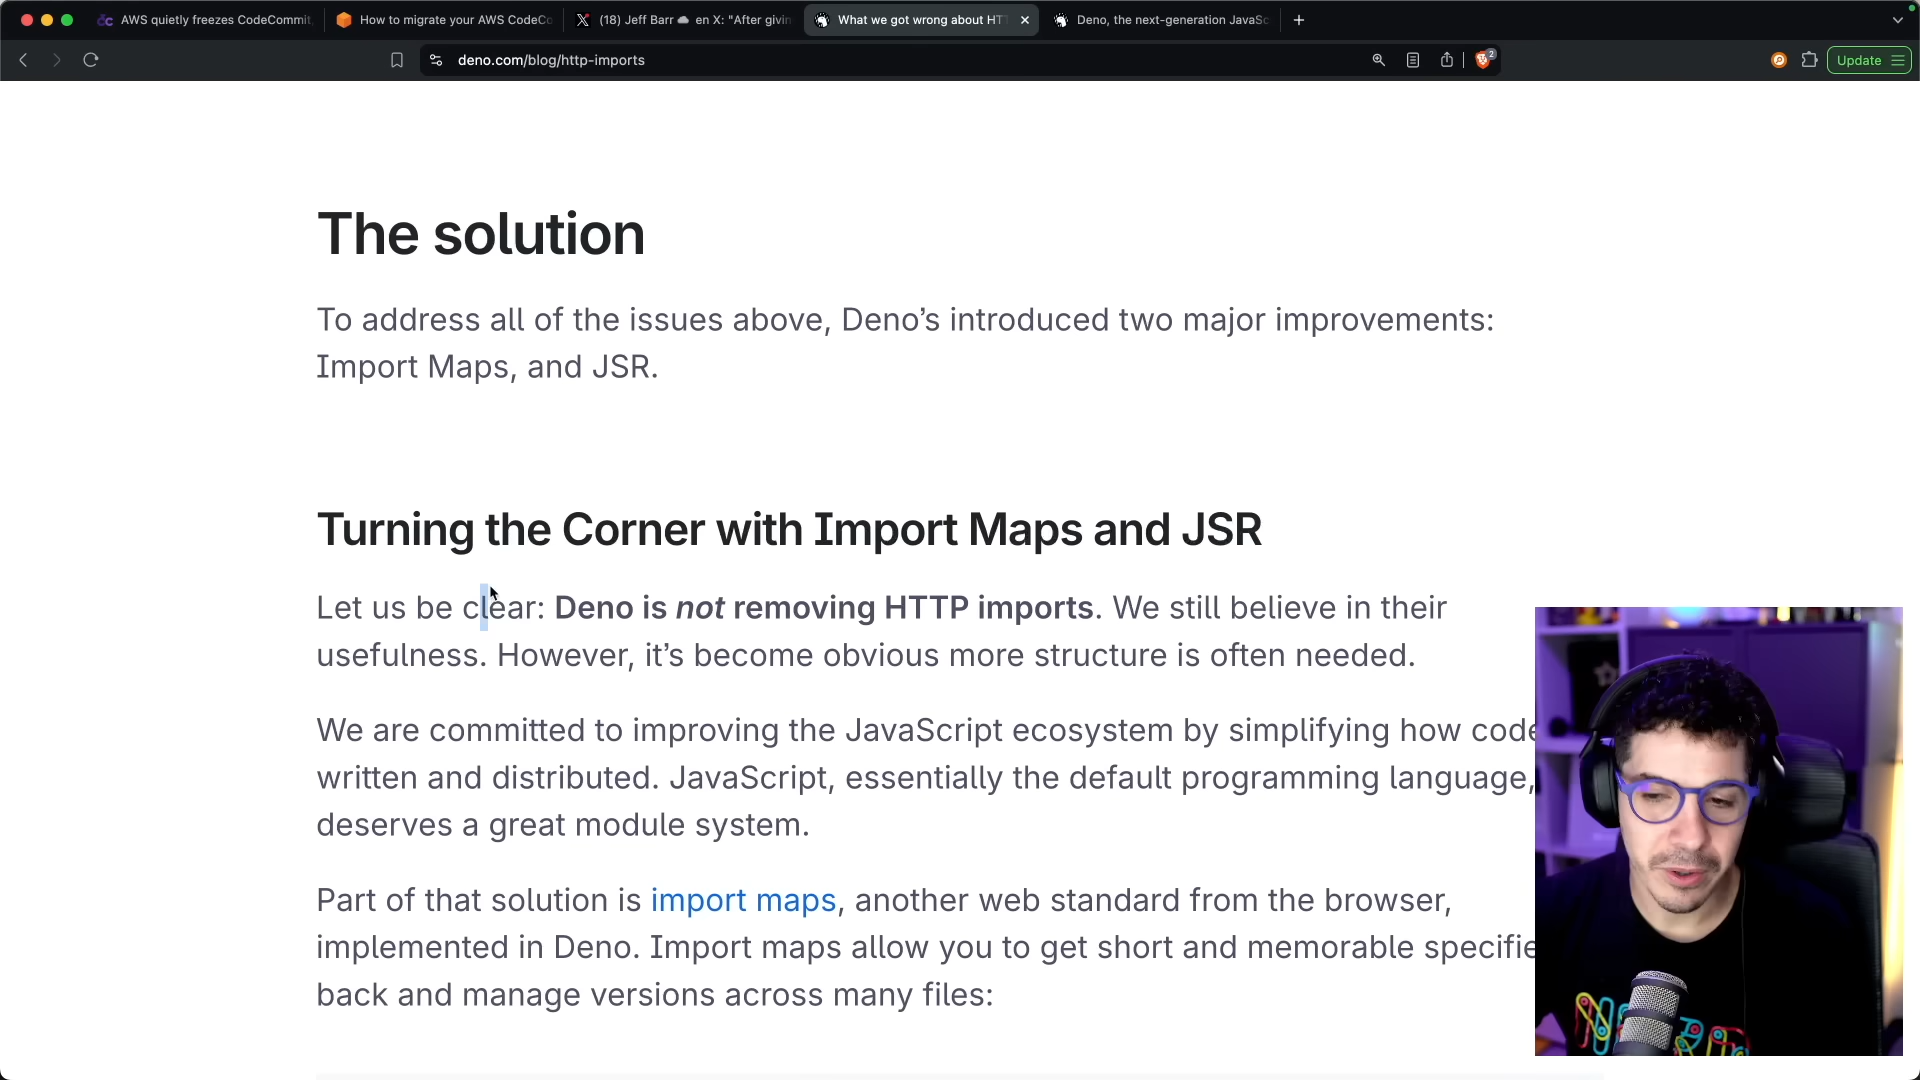 AWS quietly freezes CodeCommit,
How to migrate your AWS CodeCo
(18) Jeff Barr en X: "After givin
What we got wrong about HT
Deno, the next-generation JavaSc
deno.com/blog/http-imports
2
Update
The solution
To address all of the issues above, Deno’s introduced two major improvements:
Import Maps, and JSR.
Turning the Corner with Import Maps and JSR
Let us be clear: Deno is not removing HTTP imports. We still believe in their
usefulness. However, it’s become obvious more structure is often needed.
We are committed to improving the JavaScript ecosystem by simplifying how code
written and distributed. JavaScript, essentially the default programming language,
deserves a great module system.
Part of that solution is import maps, another web standard from the browser,
implemented in Deno. Import maps allow you to get short and memorable specifie
back and manage versions across many files: